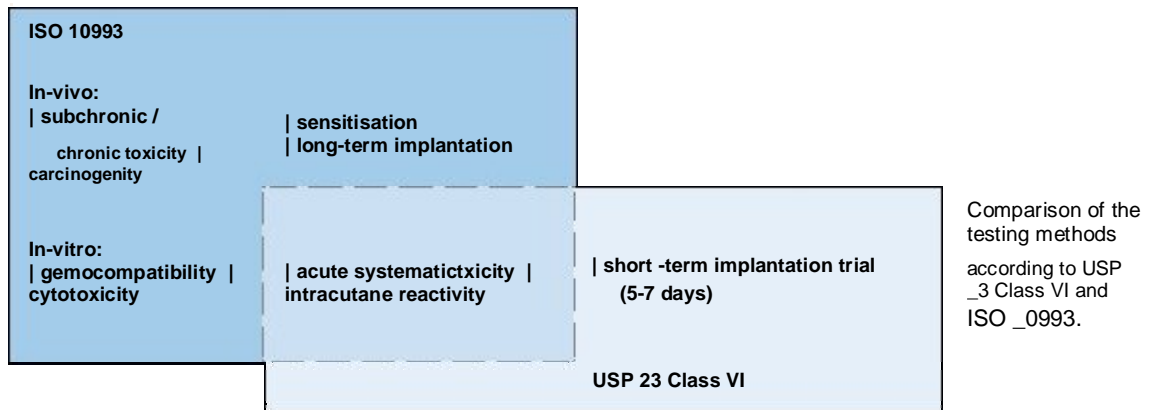 ISO 10993
In-vivo:
| subchronic /
chronic toxicity |
carcinogenity
| sensitisation
| long-term implantation
In-vitro:
| gemocompatibility |
cytotoxicity
| acute systematictxicity |
intracutane reactivity
| short -term implantation trial
(5-7 days)
USP 23 Class VI
Comparison of the
testing methods
according to USP
_3 Class VI and
ISO _0993.